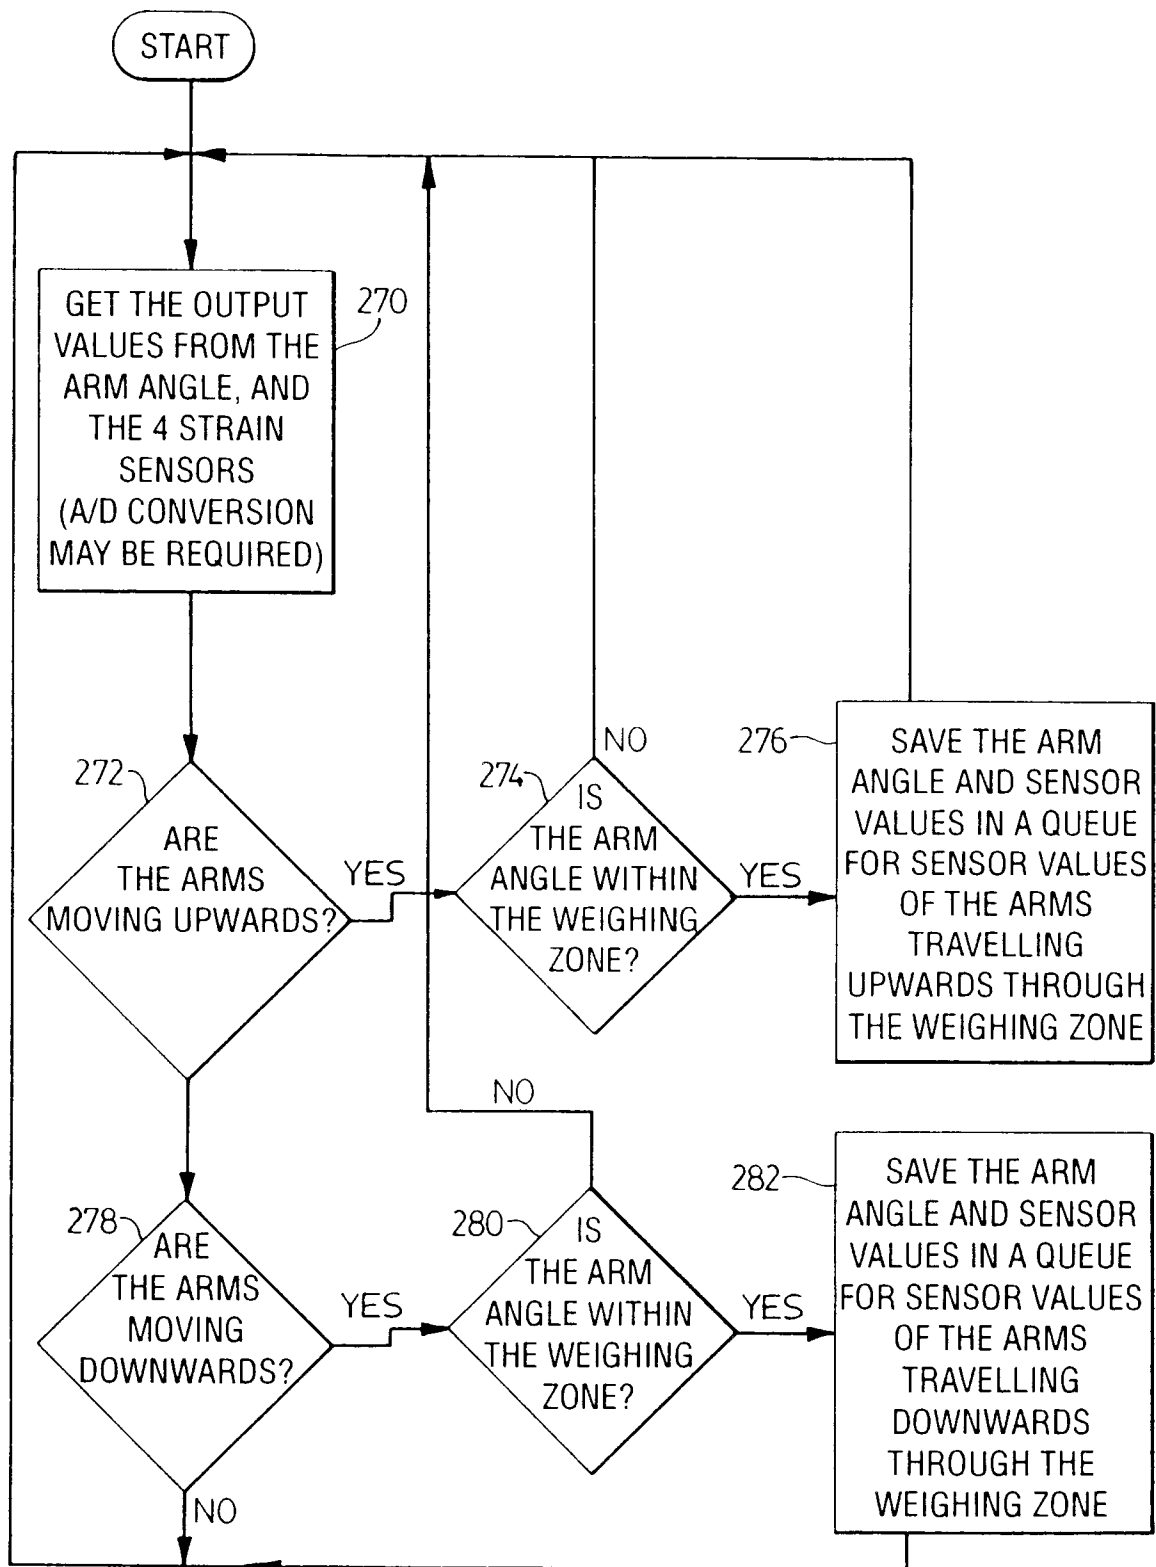 START
GET THE OUTPUT
VALUES FROM THE
ARM ANGLE, AND
THE 4 STRAIN
SENSORS
(A/D CONVERSION
MAY BE REQUIRED)
270
272
ARE
THE ARMS
MOVING UPWARDS?
YES
274
IS
THE ARM
ANGLE WITHIN
THE WEIGHING
ZONE?
NO
YES
276
SAVE THE ARM
ANGLE AND SENSOR
VALUES IN A QUEUE
FOR SENSOR VALUES
OF THE ARMS
TRAVELLING
UPWARDS THROUGH
THE WEIGHING ZONE
278
ARE
THE ARMS
MOVING
DOWNWARDS?
YES
NO
280
IS
THE ARM
ANGLE WITHIN
THE WEIGHING
ZONE?
NO
YES
282
SAVE THE ARM
ANGLE AND SENSOR
VALUES IN A QUEUE
FOR SENSOR VALUES
OF THE ARMS
TRAVELLING
DOWNWARDS
THROUGH THE
WEIGHING ZONE